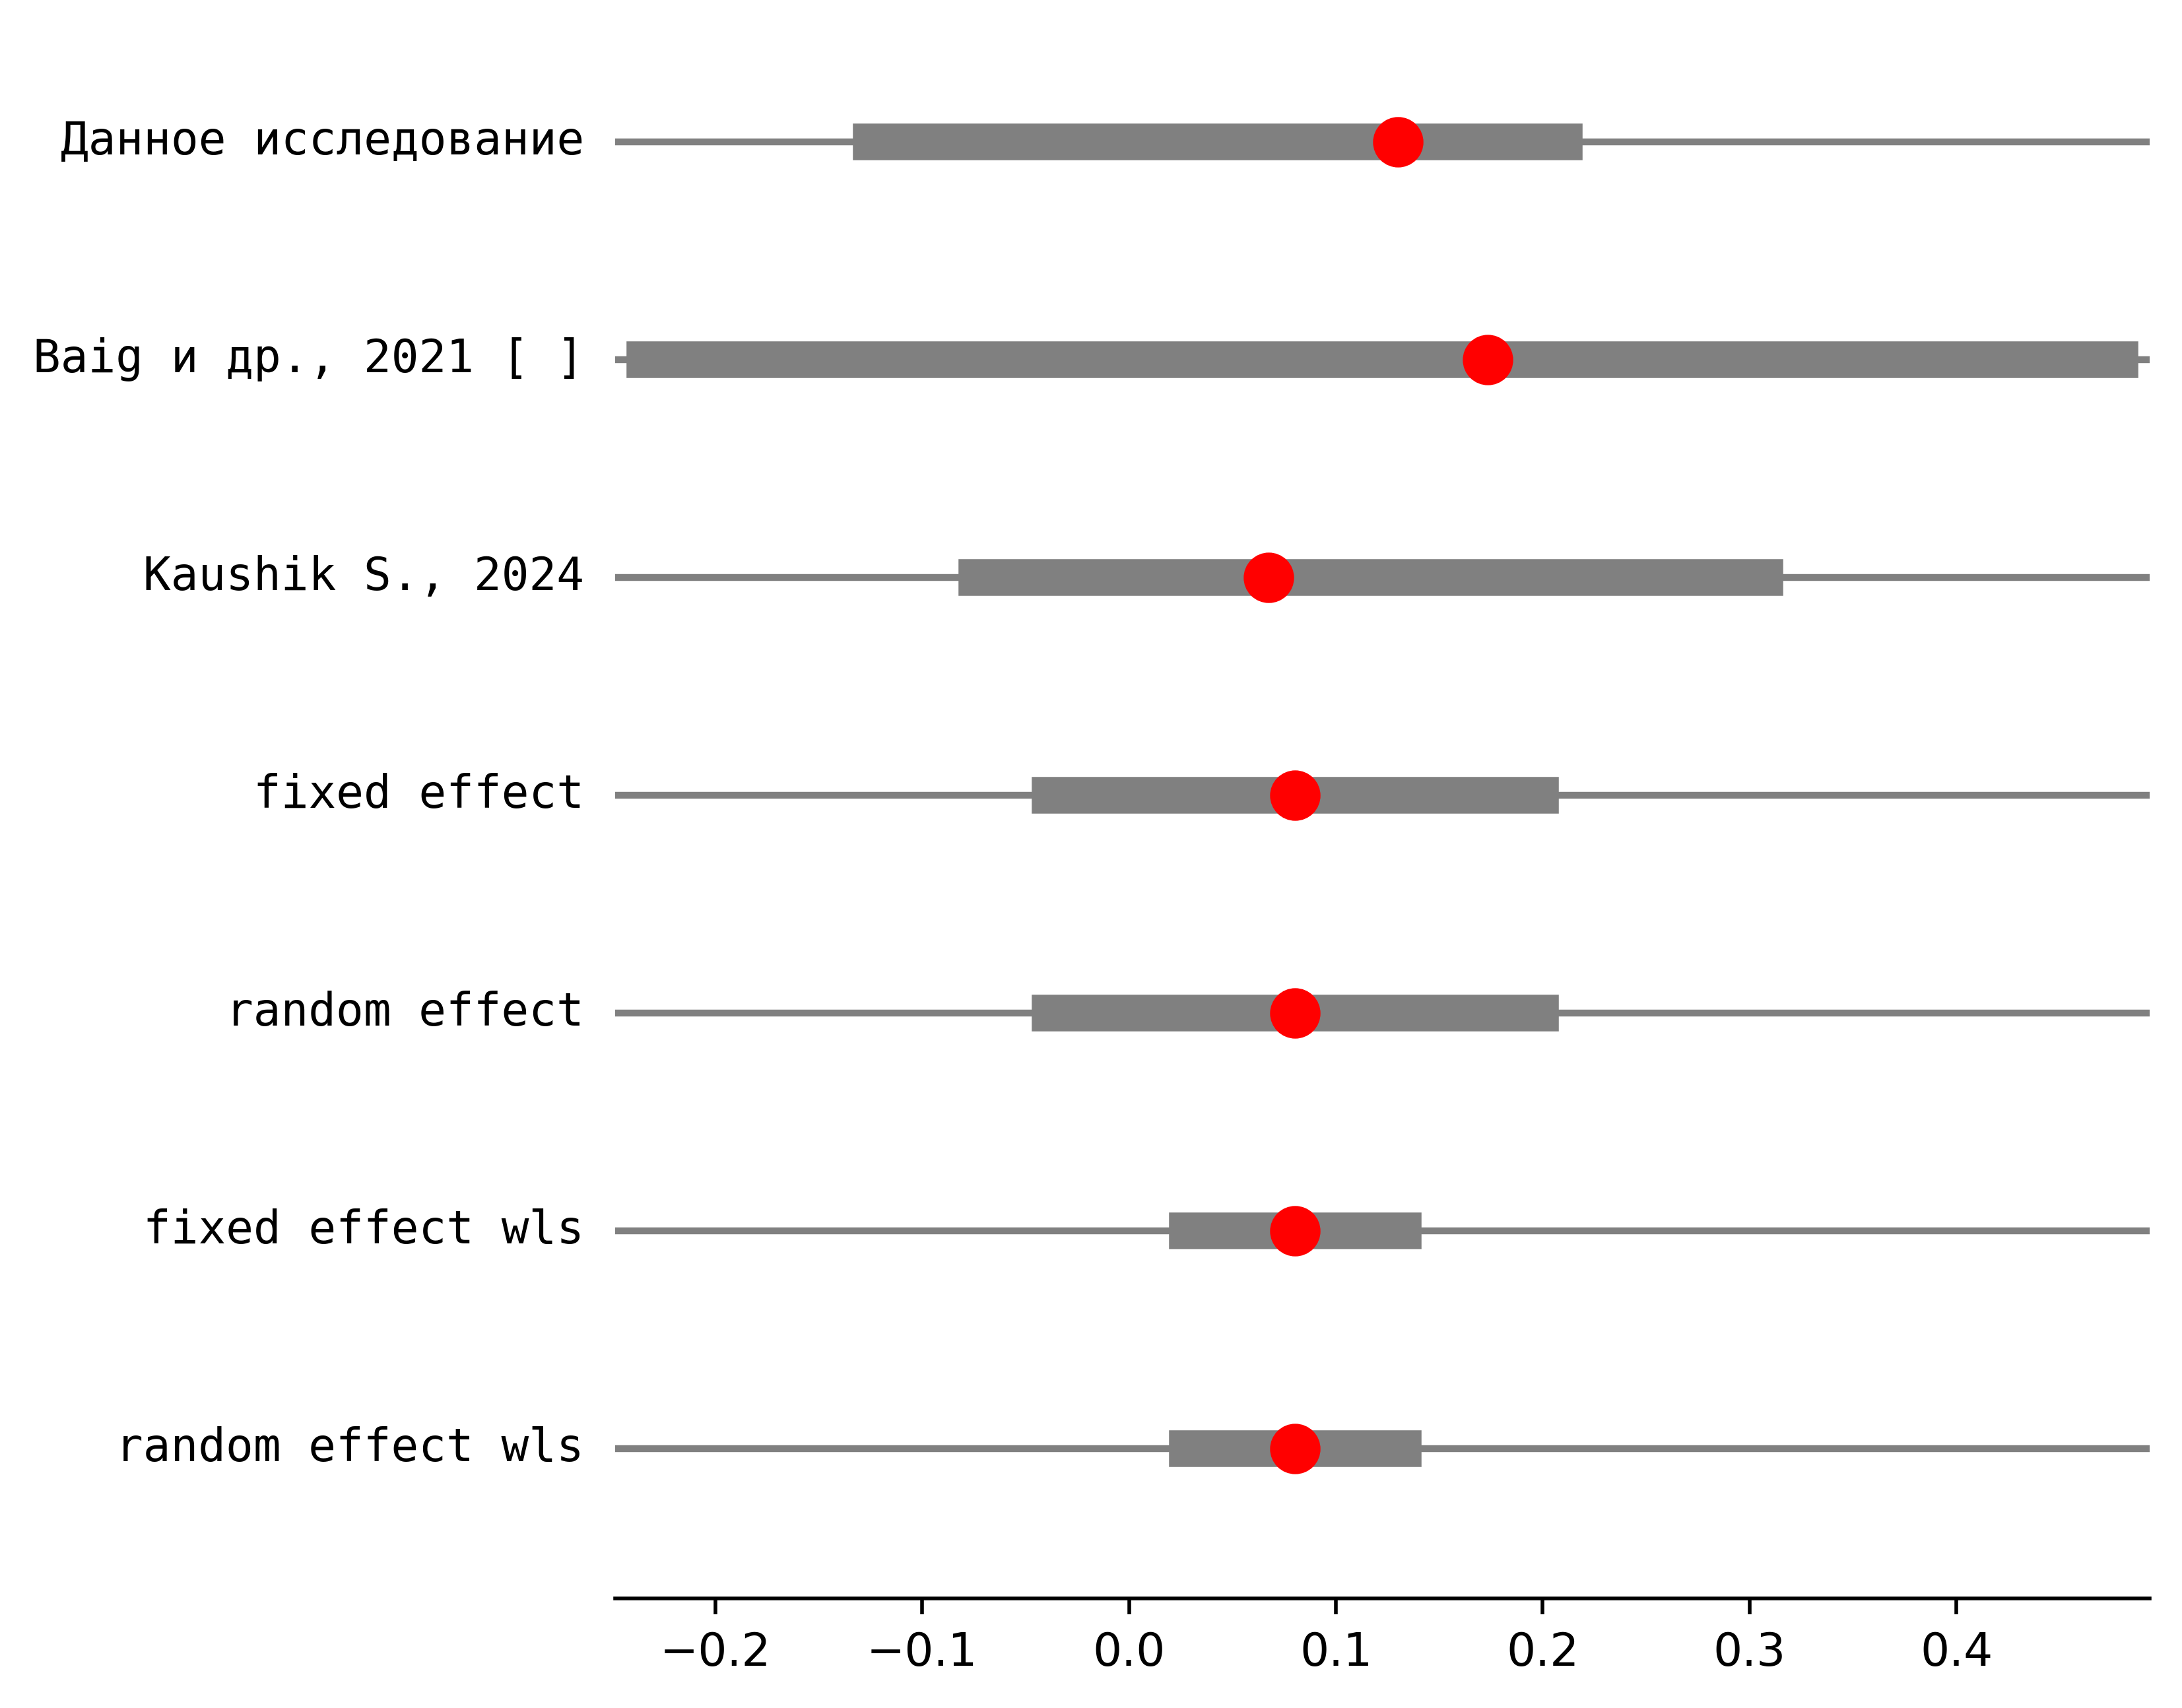 Данное исследование
Baig и др., 2021 [ ]
Kaushik S., 2024
fixed effect
random effect
fixed effect wls
random effect wls
−0.2 −0.1 0.0 0.1 0.2 0.3 0.4